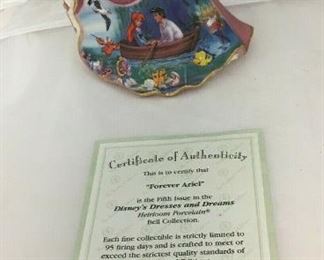 Certificate of Authenticity
This is to certify that
"Forever Ariel"
is the Fifth Issue in the
Disney's Dresses and Dreams
Heirloom Porcelain®
Bell Collection.
Each fine collectible is strictly limited to
95 firing days and is crafted to meet or
exceed the strictest quality standards of